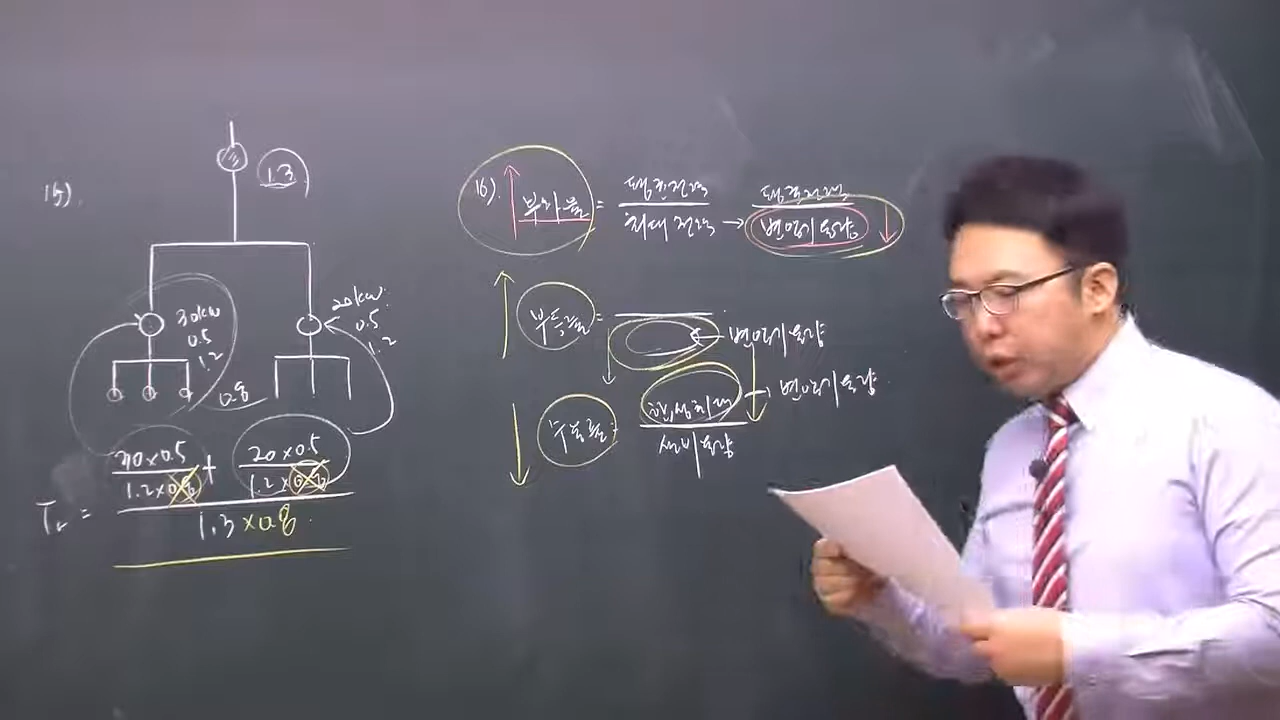 15).
1.3
30kw
0.5
1.2
20kw
0.5
1.2
0.8
30×0.5 + 20×0.5
1.2×0.8 1.2×0.8
Tr =
1.3×0.8
16). 부하율 = 평균전력 평균전력
최대전력 → 변압기용량
부등률 =
← 변압기용량
수용률 =
합성최대 → 변압기용량
설비용량